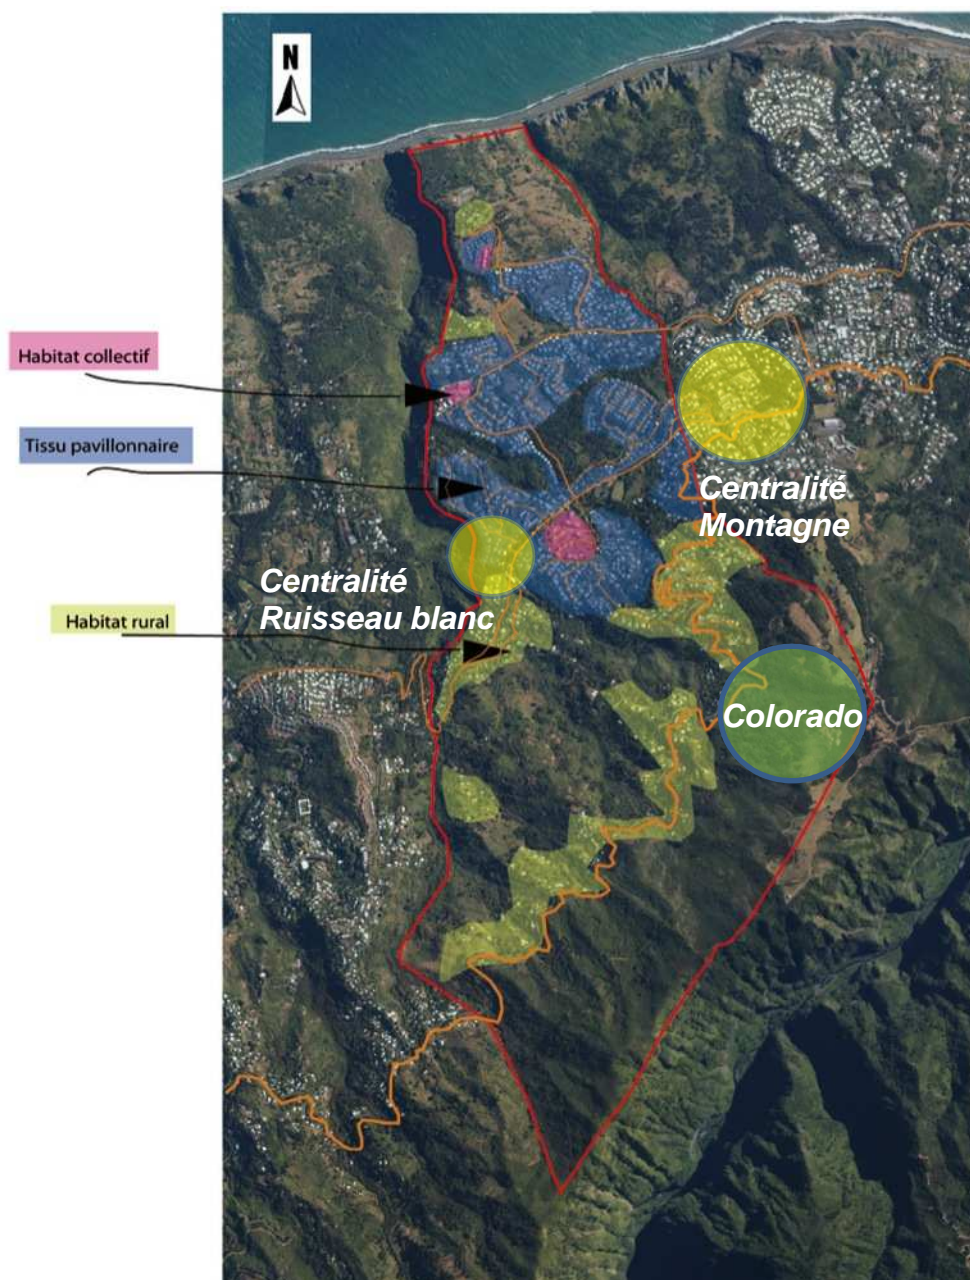 N
Habitat collectif
Tissu pavillonnaire
Centralité
Montagne
Centralité
Ruisseau blanc
Habitat rural
Colorado